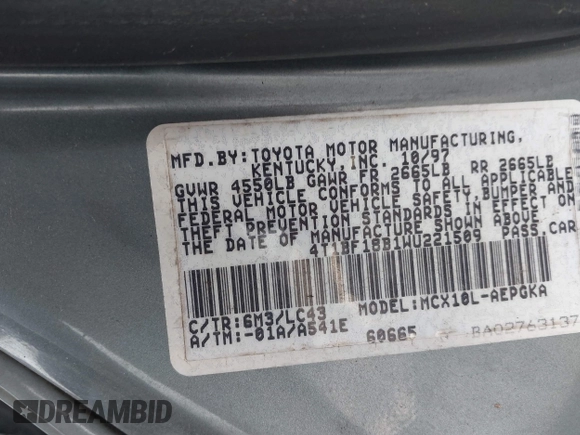 MFD.BY:TOYOTA MOTOR MANUFACTURING,
KENTUCKY,INC. 10/97
GVWR 4550LB GAWR FR 2665LB RR 2665LB
THIS VEHICLE CONFORMS TO ALL APPLICABLE
FEDERAL MOTOR VEHICLE SAFETY,BUMPER AND
THEFT PREVENTION STANDARDS IN EFFECT ON
THE DATE OF MANUFACTURE SHOWN ABOVE
4T1BF18B1WU221509 PASS.CAR
C/TR:6M3/LC43 MODEL:MCX10L-AEPGKA
A/TM:-01A/A541E 60665 BA02763137
DREAMBID